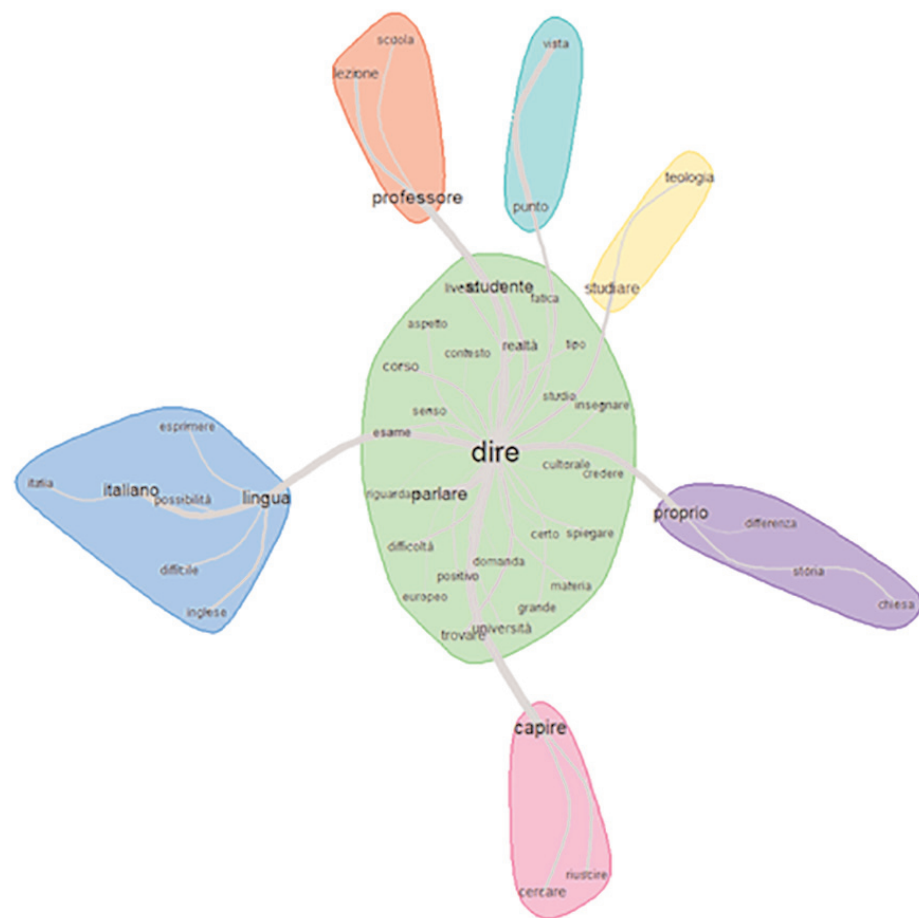 scuola
vista
lezione
teologia
professore
punto
studiare
studente
fatica
aspetto
realtà
tipo
contesto
corso
studio
insegnare
senso
esprimere
esame
dire
culturale
credere
italia
italiano
possibilità
lingua
parlare
proprio
differenza
certo
spiegare
difficoltà
domanda
difficile
storia
positivo
materia
europeo
grande
chiesa
inglese
università
trovare
capire
riuscire
cercare